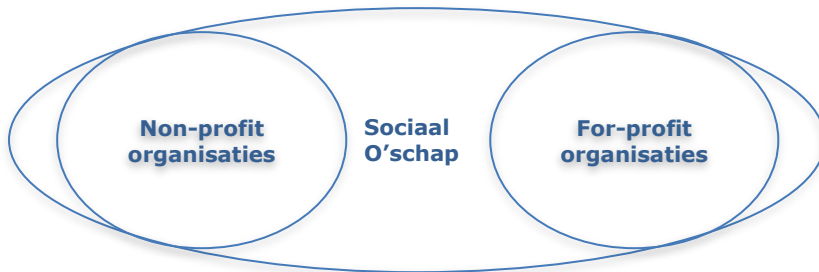 Non-profit
organisaties
Sociaal
O’schap
For-profit
organisaties